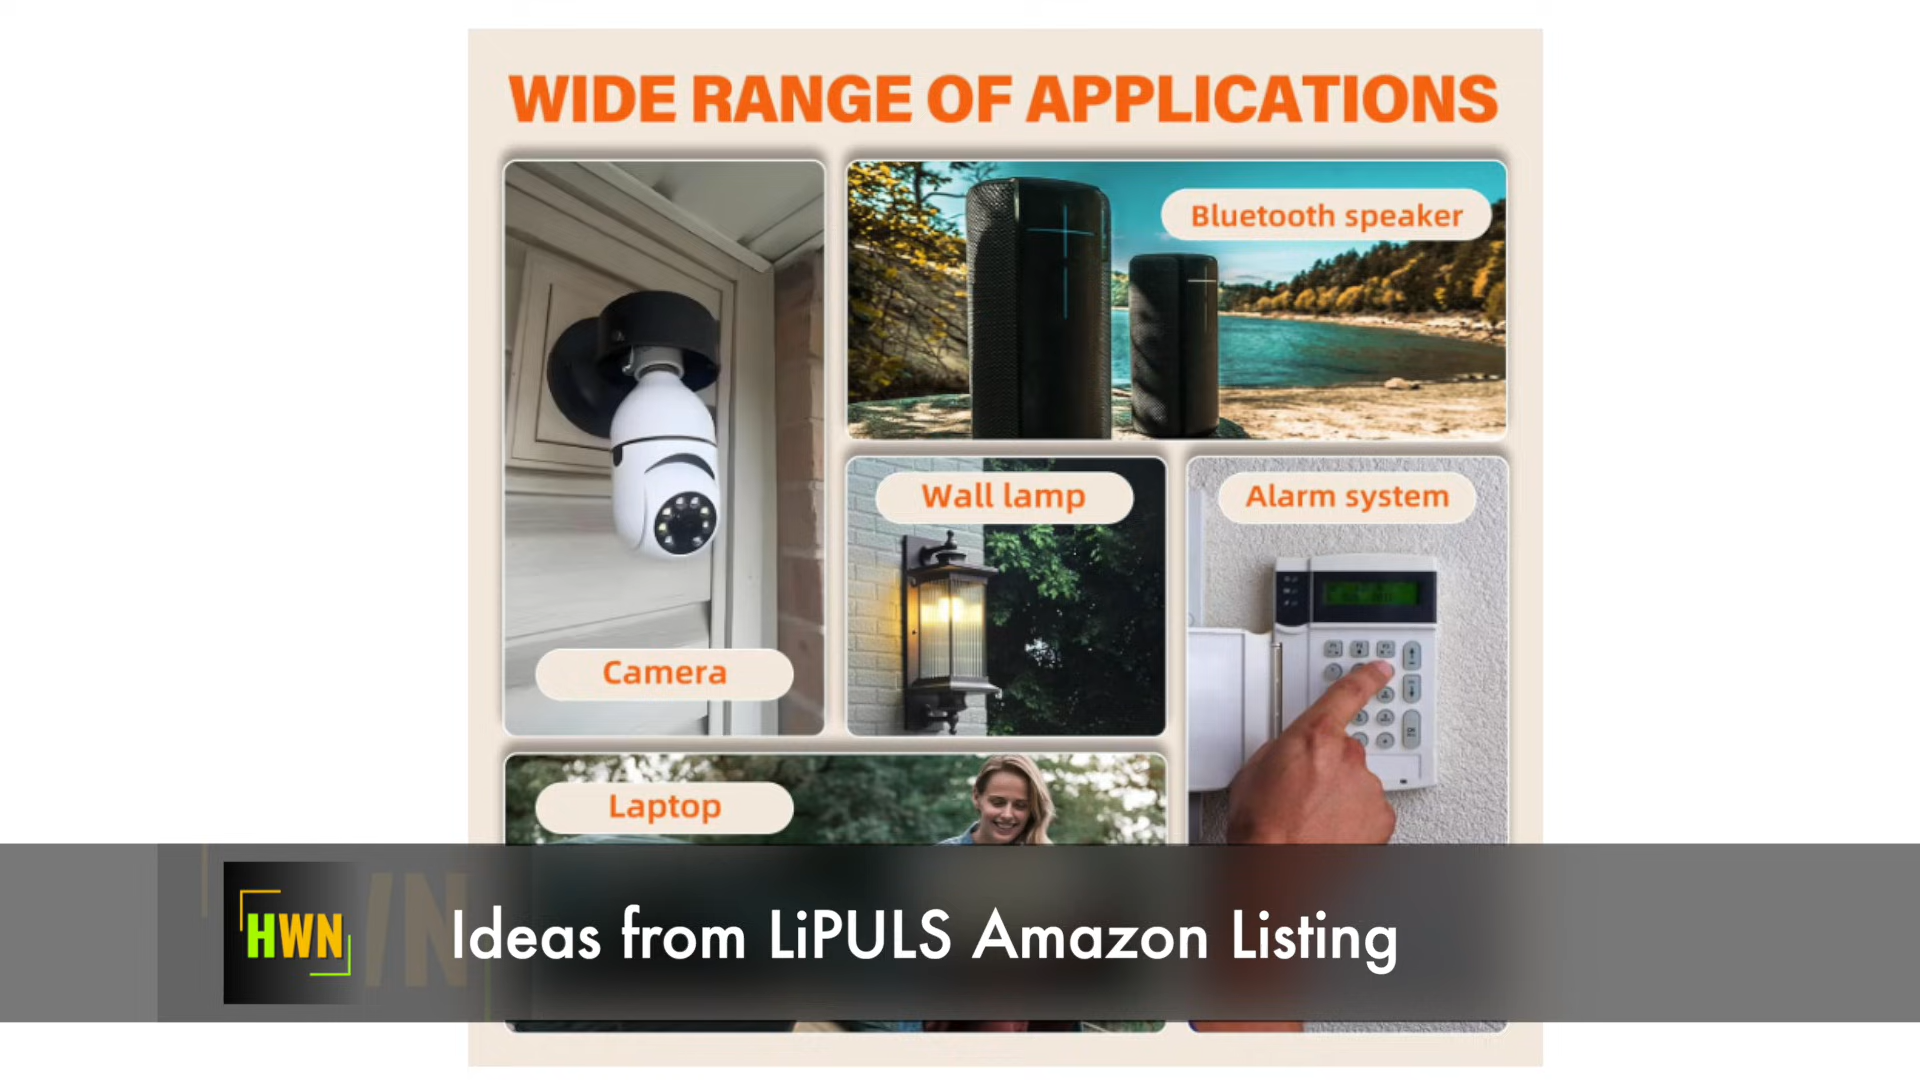 WIDE RANGE OF APPLICATIONS
Bluetooth speaker
Wall lamp
Alarm system
Camera
Laptop
HWN
Ideas from LiPULS Amazon Listing